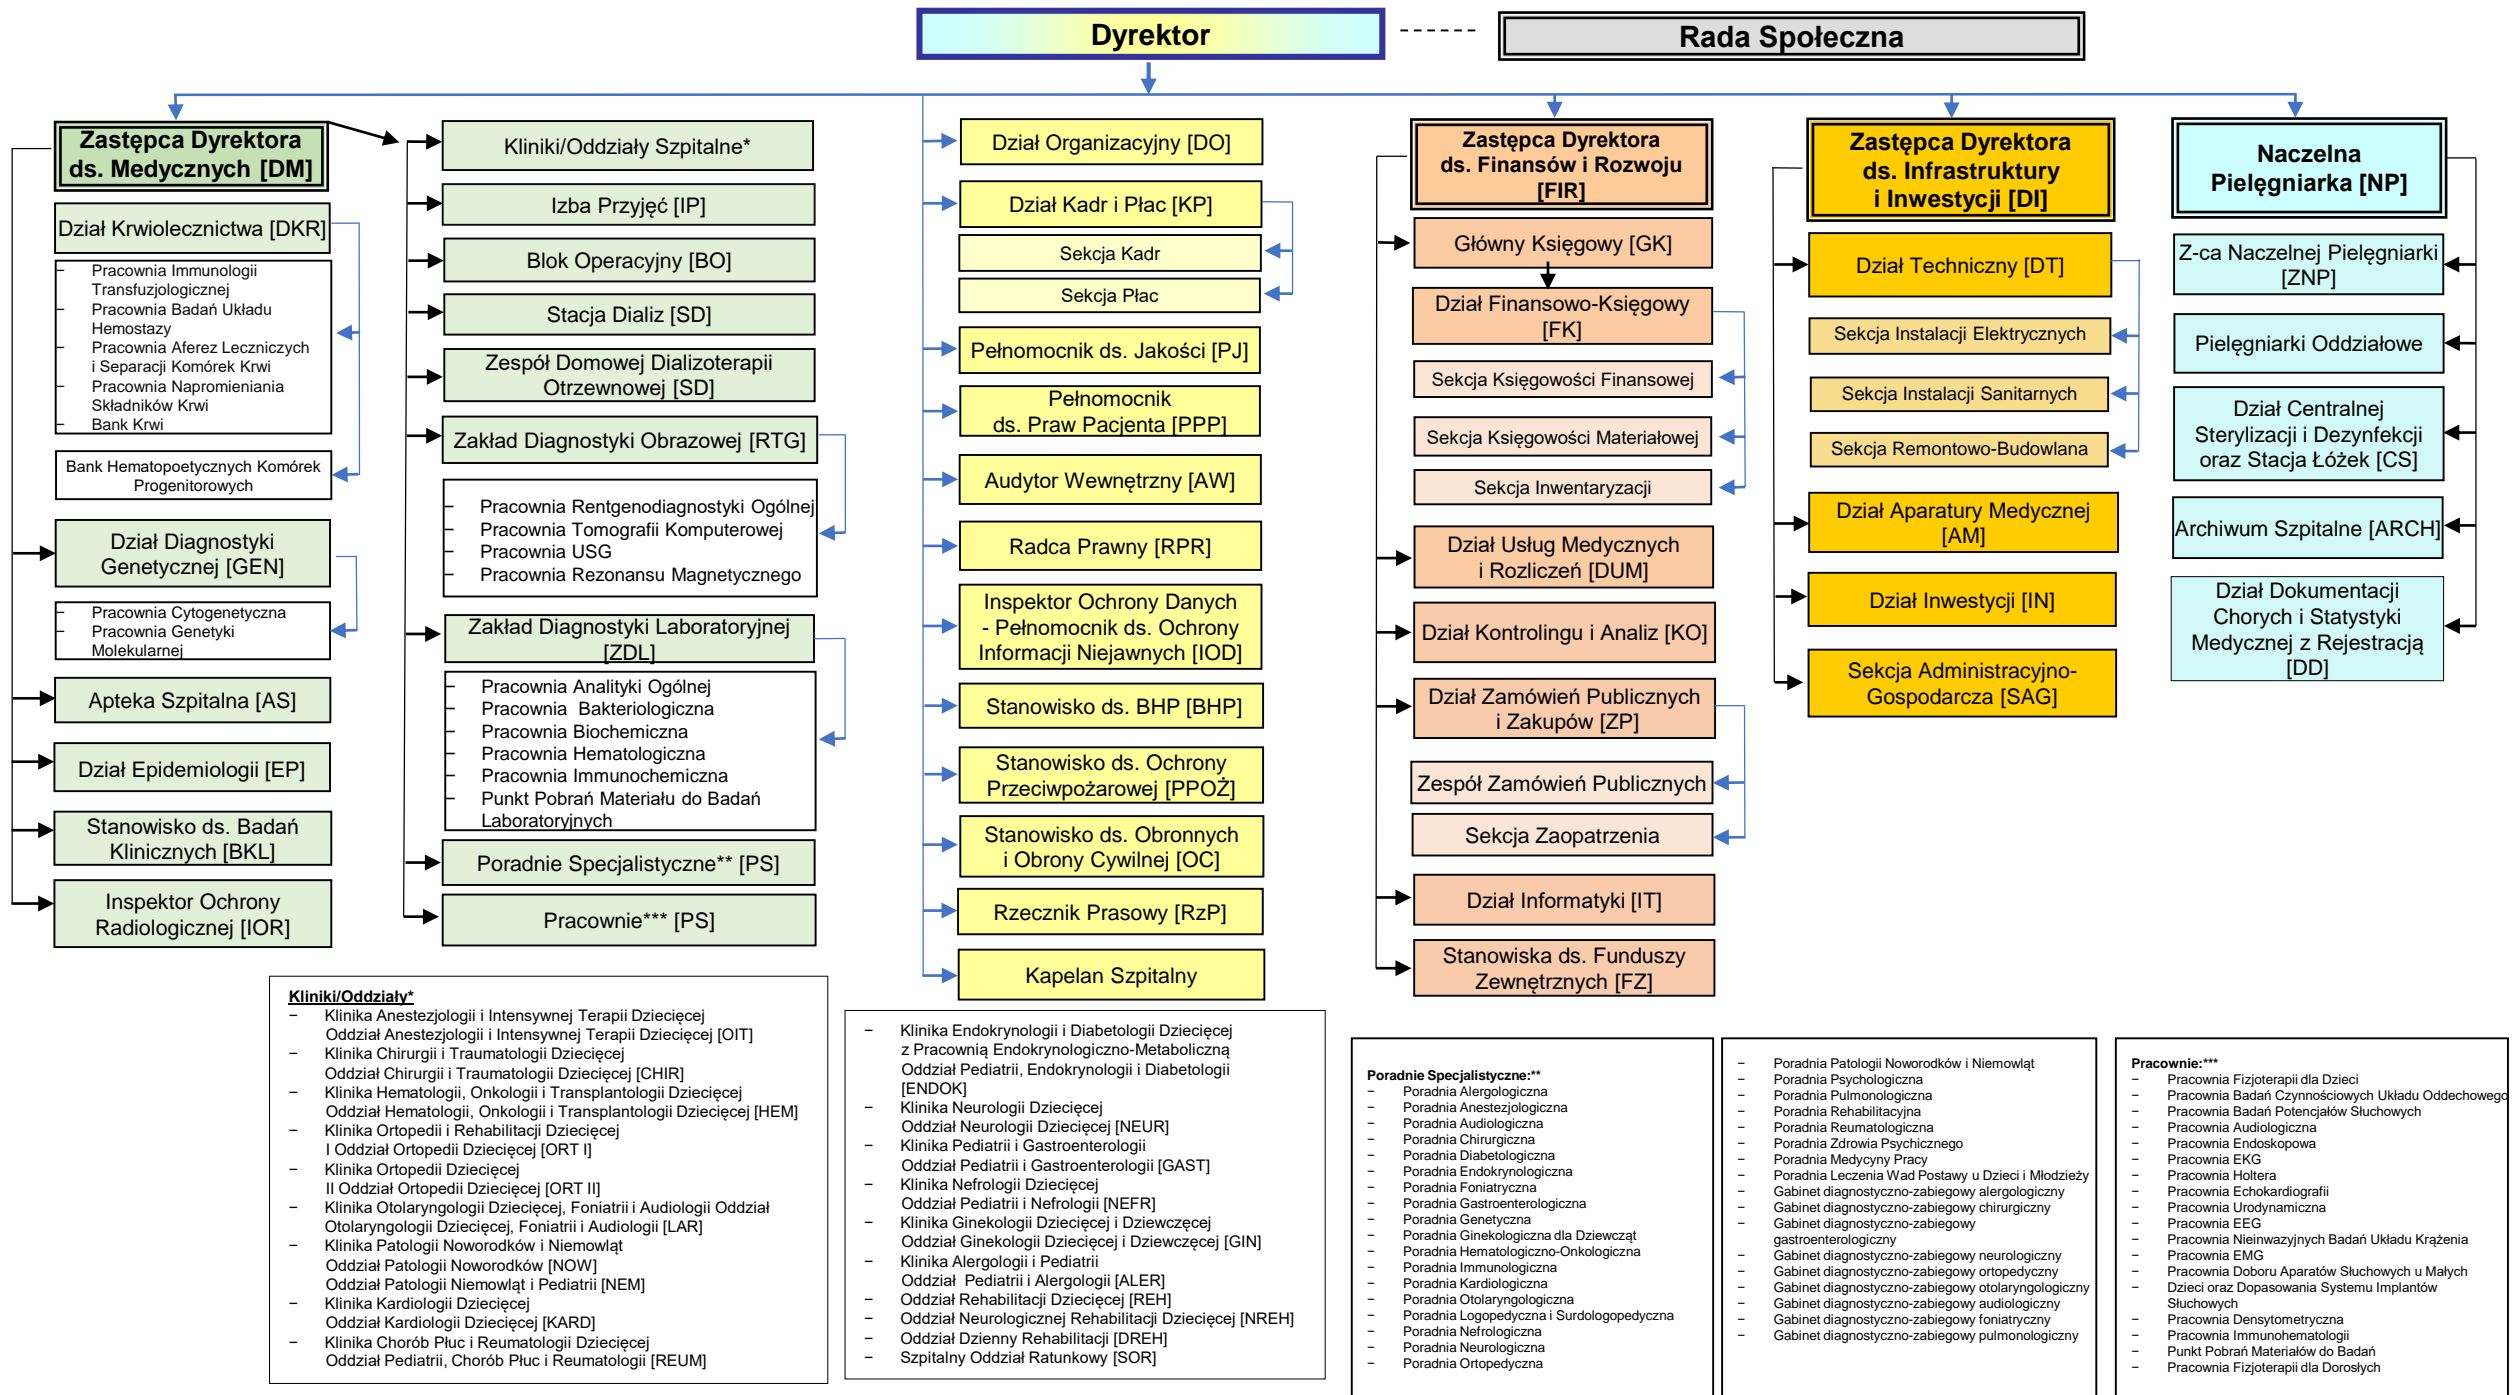 Dyrektor
Rada Społeczna
Zastępca Dyrektora
ds. Medycznych [DM]
Dział Krwiolecznictwa [DKR]
– Pracownia Immunologii
Transfuzjologicznej
– Pracownia Badań Układu
Hemostazy
– Pracownia Aferez Leczniczych
i Separacji Komórek Krwi
– Pracownia Napromieniania
Składników Krwi
– Bank Krwi
Bank Hematopoetycznych Komórek
Progenitorowych
Dział Diagnostyki
Genetycznej [GEN]
– Pracownia Cytogenetyczna
– Pracownia Genetyki
Molekularnej
Apteka Szpitalna [AS]
Dział Epidemiologii [EP]
Stanowisko ds. Badań
Klinicznych [BKL]
Inspektor Ochrony
Radiologicznej [IOR]
Kliniki/Oddziały Szpitalne*
Izba Przyjęć [IP]
Blok Operacyjny [BO]
Stacja Dializ [SD]
Zespół Domowej Dializoterapii
Otrzewnowej [SD]
Zakład Diagnostyki Obrazowej [RTG]
– Pracownia Rentgenodiagnostyki Ogólnej
– Pracownia Tomografii Komputerowej
– Pracownia USG
– Pracownia Rezonansu Magnetycznego
Zakład Diagnostyki Laboratoryjnej
[ZDL]
– Pracownia Analityki Ogólnej
– Pracownia  Bakteriologiczna
– Pracownia Biochemiczna
– Pracownia Hematologiczna
– Pracownia Immunochemiczna
– Punkt Pobrań Materiału do Badań
Laboratoryjnych
Poradnie Specjalistyczne** [PS]
Pracownie*** [PS]
Dział Organizacyjny [DO]
Dział Kadr i Płac [KP]
Sekcja Kadr
Sekcja Płac
Pełnomocnik ds. Jakości [PJ]
Pełnomocnik
ds. Praw Pacjenta [PPP]
Audytor Wewnętrzny [AW]
Radca Prawny [RPR]
Inspektor Ochrony Danych
- Pełnomocnik ds. Ochrony
Informacji Niejawnych [IOD]
Stanowisko ds. BHP [BHP]
Stanowisko ds. Ochrony
Przeciwpożarowej [PPOŻ]
Stanowisko ds. Obronnych
i Obrony Cywilnej [OC]
Rzecznik Prasowy [RzP]
Kapelan Szpitalny
Zastępca Dyrektora
ds. Finansów i Rozwoju
[FIR]
Główny Księgowy [GK]
Dział Finansowo-Księgowy
[FK]
Sekcja Księgowości Finansowej
Sekcja Księgowości Materiałowej
Sekcja Inwentaryzacji
Dział Usług Medycznych
i Rozliczeń [DUM]
Dział Kontrolingu i Analiz [KO]
Dział Zamówień Publicznych
i Zakupów [ZP]
Zespół Zamówień Publicznych
Sekcja Zaopatrzenia
Dział Informatyki [IT]
Stanowiska ds. Funduszy
Zewnętrznych [FZ]
Zastępca Dyrektora
ds. Infrastruktury
i Inwestycji [DI]
Dział Techniczny [DT]
Sekcja Instalacji Elektrycznych
Sekcja Instalacji Sanitarnych
Sekcja Remontowo-Budowlana
Dział Aparatury Medycznej
[AM]
Dział Inwestycji [IN]
Sekcja Administracyjno-
Gospodarcza [SAG]
Naczelna
Pielęgniarka [NP]
Z-ca Naczelnej Pielęgniarki
[ZNP]
Pielęgniarki Oddziałowe
Dział Centralnej
Sterylizacji i Dezynfekcji
oraz Stacja Łóżek [CS]
Archiwum Szpitalne [ARCH]
Dział Dokumentacji
Chorych i Statystyki
Medycznej z Rejestracją
[DD]
Kliniki/Oddziały*
– Klinika Anestezjologii i Intensywnej Terapii Dziecięcej
Oddział Anestezjologii i Intensywnej Terapii Dziecięcej [OIT]
– Klinika Chirurgii i Traumatologii Dziecięcej
Oddział Chirurgii i Traumatologii Dziecięcej [CHIR]
– Klinika Hematologii, Onkologii i Transplantologii Dziecięcej
Oddział Hematologii, Onkologii i Transplantologii Dziecięcej [HEM]
– Klinika Ortopedii i Rehabilitacji Dziecięcej
I Oddział Ortopedii Dziecięcej [ORT I]
– Klinika Ortopedii Dziecięcej
II Oddział Ortopedii Dziecięcej [ORT II]
– Klinika Otolaryngologii Dziecięcej, Foniatrii i Audiologii Oddział
Otolaryngologii Dziecięcej, Foniatrii i Audiologii [LAR]
– Klinika Patologii Noworodków i Niemowląt
Oddział Patologii Noworodków [NOW]
Oddział Patologii Niemowląt i Pediatrii [NEM]
– Klinika Kardiologii Dziecięcej
Oddział Kardiologii Dziecięcej [KARD]
– Klinika Chorób Płuc i Reumatologii Dziecięcej
Oddział Pediatrii, Chorób Płuc i Reumatologii [REUM]
– Klinika Endokrynologii i Diabetologii Dziecięcej
z Pracownią Endokrynologiczno-Metaboliczną
Oddział Pediatrii, Endokrynologii i Diabetologii
[ENDOK]
– Klinika Neurologii Dziecięcej
Oddział Neurologii Dziecięcej [NEUR]
– Klinika Pediatrii i Gastroenterologii
Oddział Pediatrii i Gastroenterologii [GAST]
– Klinika Nefrologii Dziecięcej
Oddział Pediatrii i Nefrologii [NEFR]
– Klinika Ginekologii Dziecięcej i Dziewczęcej
Oddział Ginekologii Dziecięcej i Dziewczęcej [GIN]
– Klinika Alergologii i Pediatrii
Oddział  Pediatrii i Alergologii [ALER]
– Oddział Rehabilitacji Dziecięcej [REH]
– Oddział Neurologicznej Rehabilitacji Dziecięcej [NREH]
– Oddział Dzienny Rehabilitacji [DREH]
– Szpitalny Oddział Ratunkowy [SOR]
Poradnie Specjalistyczne:**
– Poradnia Alergologiczna
– Poradnia Anestezjologiczna
– Poradnia Audiologiczna
– Poradnia Chirurgiczna
– Poradnia Diabetologiczna
– Poradnia Endokrynologiczna
– Poradnia Foniatryczna
– Poradnia Gastroenterologiczna
– Poradnia Genetyczna
– Poradnia Ginekologiczna dla Dziewcząt
– Poradnia Hematologiczno-Onkologiczna
– Poradnia Immunologiczna
– Poradnia Kardiologiczna
– Poradnia Otolaryngologiczna
– Poradnia Logopedyczna i Surdologopedyczna
– Poradnia Nefrologiczna
– Poradnia Neurologiczna
– Poradnia Ortopedyczna
– Poradnia Patologii Noworodków i Niemowląt
– Poradnia Psychologiczna
– Poradnia Pulmonologiczna
– Poradnia Rehabilitacyjna
– Poradnia Reumatologiczna
– Poradnia Zdrowia Psychicznego
– Poradnia Medycyny Pracy
– Poradnia Leczenia Wad Postawy u Dzieci i Młodzieży
– Gabinet diagnostyczno-zabiegowy alergologiczny
– Gabinet diagnostyczno-zabiegowy chirurgiczny
– Gabinet diagnostyczno-zabiegowy
gastroenterologiczny
– Gabinet diagnostyczno-zabiegowy neurologiczny
– Gabinet diagnostyczno-zabiegowy ortopedyczny
– Gabinet diagnostyczno-zabiegowy otolaryngologiczny
– Gabinet diagnostyczno-zabiegowy audiologiczny
– Gabinet diagnostyczno-zabiegowy foniatryczny
– Gabinet diagnostyczno-zabiegowy pulmonologiczny
Pracownie:***
– Pracownia Fizjoterapii dla Dzieci
– Pracownia Badań Czynnościowych Układu Oddechowego
– Pracownia Badań Potencjałów Słuchowych
– Pracownia Audiologiczna
– Pracownia Endoskopowa
– Pracownia EKG
– Pracownia Holtera
– Pracownia Echokardiografii
– Pracownia Urodynamiczna
– Pracownia EEG
– Pracownia Nieinwazyjnych Badań Układu Krążenia
– Pracownia EMG
– Pracownia Doboru Aparatów Słuchowych u Małych
– Dzieci oraz Dopasowania Systemu Implantów
Słuchowych
– Pracownia Densytometryczna
– Pracownia Immunohematologii
– Punkt Pobrań Materiałów do Badań
– Pracownia Fizjoterapii dla Dorosłych